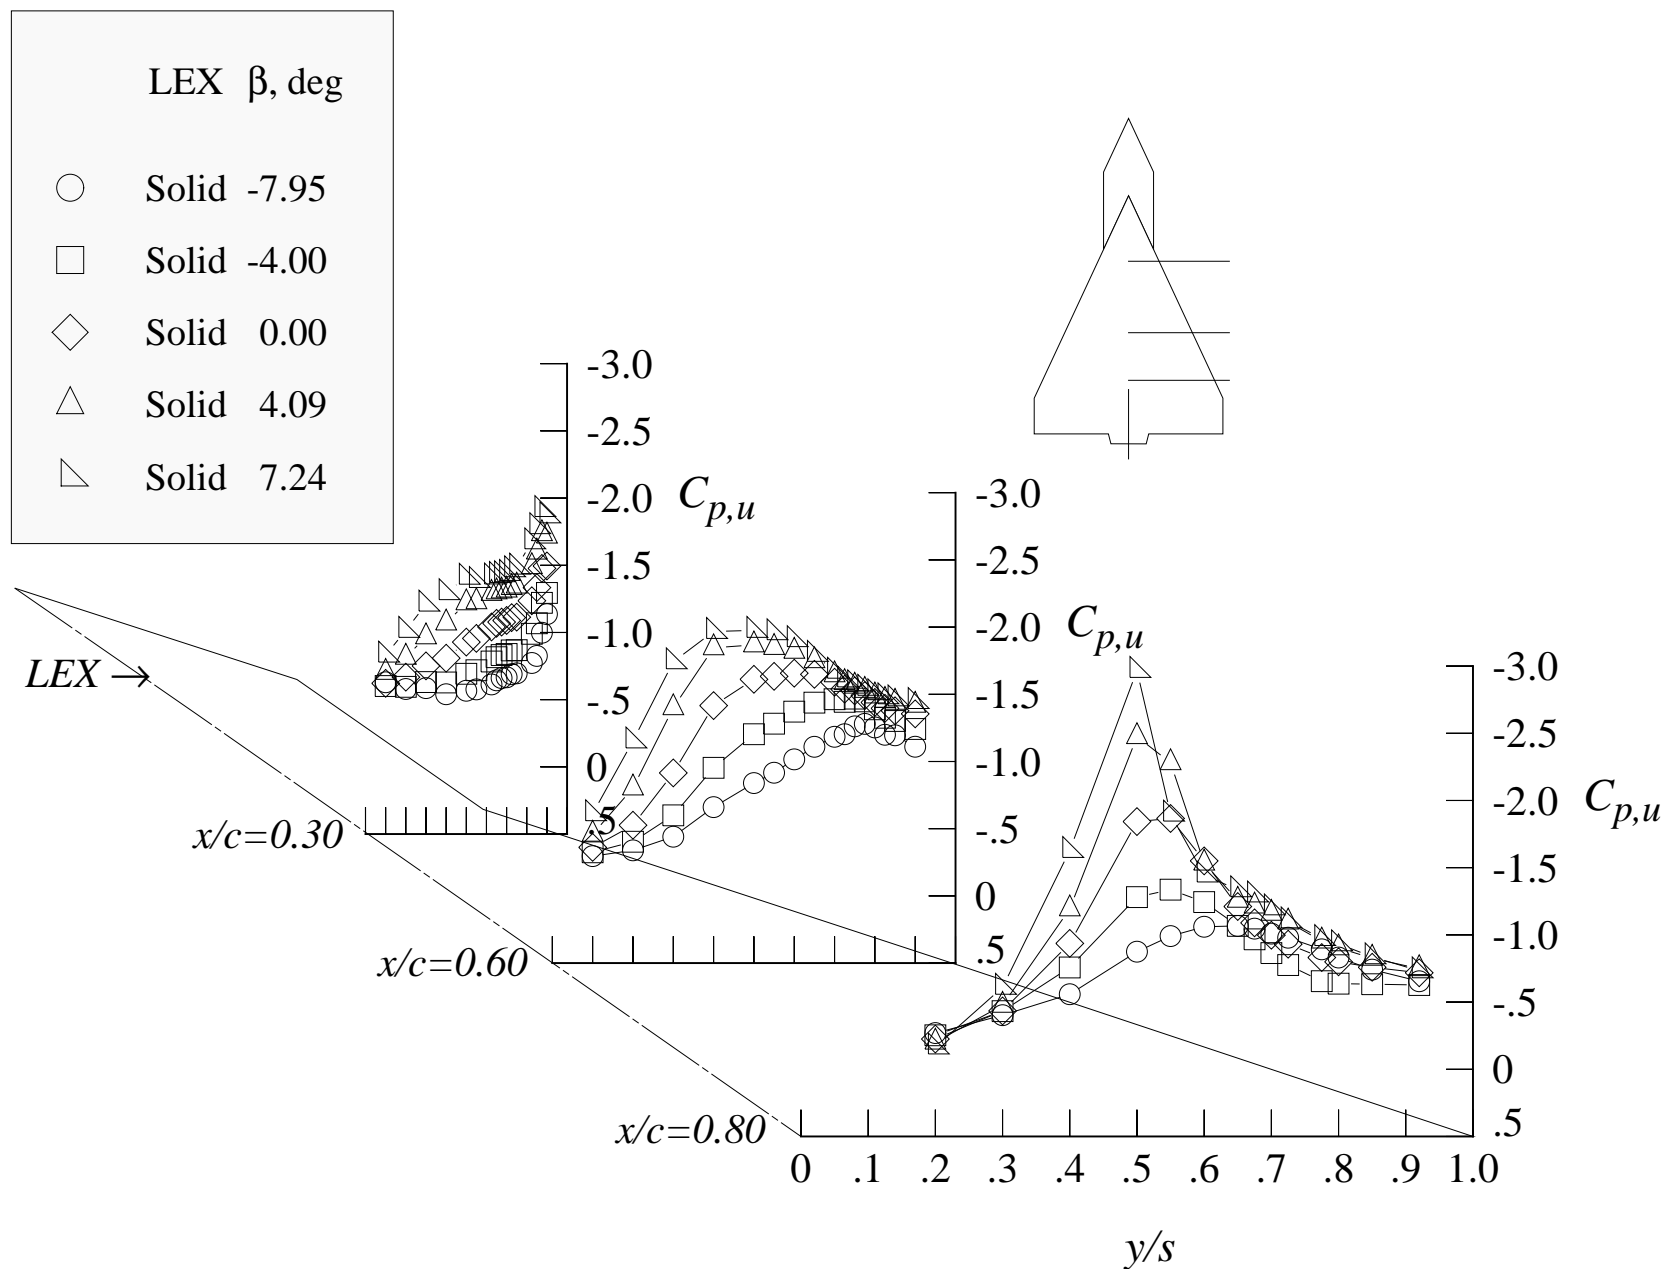 LEX β, deg
Solid -7.95
Solid -4.00
Solid 0.00
Solid 4.09
Solid 7.24
LEX →
-3.0
-2.5
-2.0
-1.5
-1.0
-.5
0
.5
Cp,u
x/c=0.30
-3.0
-2.5
-2.0
-1.5
-1.0
-.5
0
.5
Cp,u
x/c=0.60
-3.0
-2.5
-2.0
-1.5
-1.0
-.5
0
.5
Cp,u
x/c=0.80
0 .1 .2 .3 .4 .5 .6 .7 .8 .9 1.0
y/s